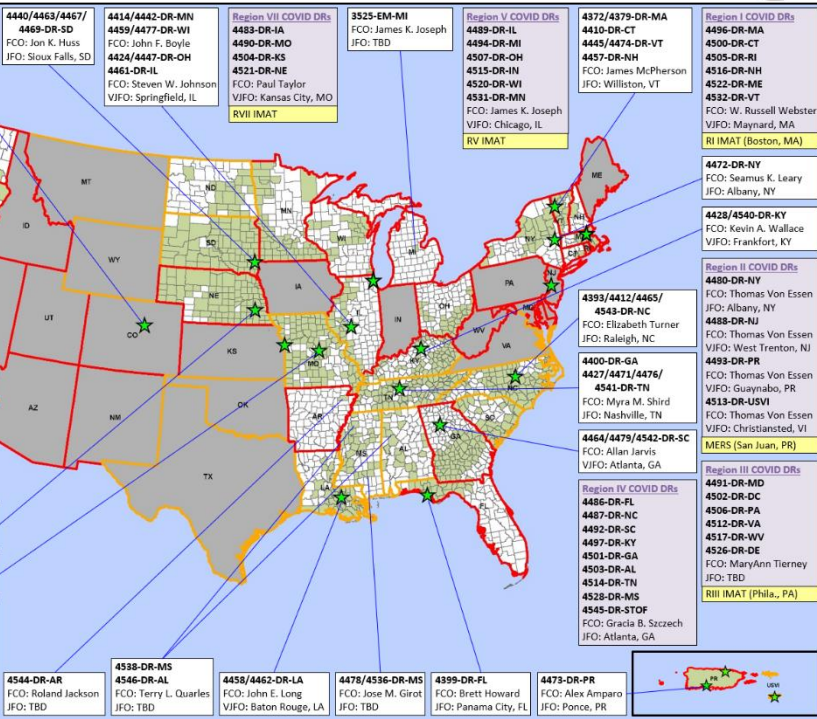 4440/4463/4467/
4469-DR-SD
FCO: Jon K. Huss
JFO: Sioux Falls, SD
4414/4442-DR-MN
4459/4477-DR-WI
FCO: John F. Boyle
4424/4447-DR-OH
4461-DR-IL
FCO: Steven W. Johnson
VJFO: Springfield, IL
Region VII COVID DRs
4483-DR-IA
4490-DR-MO
4504-DR-KS
4521-DR-NE
FCO: Paul Taylor
VJFO: Kansas City, MO
RVII IMAT
3525-EM-MI
FCO: James K. Joseph
JFO: TBD
Region V COVID DRs
4489-DR-IL
4494-DR-MI
4507-DR-OH
4515-DR-IN
4520-DR-WI
4531-DR-MN
FCO: James K. Joseph
VJFO: Chicago, IL
RV IMAT
4372/4379-DR-MA
4410-DR-CT
4445/4474-DR-VT
4457-DR-NH
FCO: James McPherson
JFO: Williston, VT
Region I COVID DRs
4496-DR-MA
4500-DR-CT
4505-DR-RI
4516-DR-NH
4522-DR-ME
4532-DR-VT
FCO: W. Russell Webster
VJFO: Maynard, MA
RI IMAT (Boston, MA)
4472-DR-NY
FCO: Seamus K. Leary
JFO: Albany, NY
4428/4540-DR-KY
FCO: Kevin A. Wallace
VJFO: Frankfort, KY
Region II COVID DRs
4480-DR-NY
FCO: Thomas Von Essen
JFO: Albany, NY
4488-DR-NJ
FCO: Thomas Von Essen
VJFO: West Trenton, NJ
4493-DR-PR
FCO: Thomas Von Essen
VJFO: Guaynabo, PR
4513-DR-USVI
FCO: Thomas Von Essen
VJFO: Christiansted, VI
MERS (San Juan, PR)
4393/4412/4465/
4543-DR-NC
FCO: Elizabeth Turner
JFO: Raleigh, NC
4400-DR-GA
4427/4471/4476/
4541-DR-TN
FCO: Myra M. Shird
JFO: Nashville, TN
4464/4479/4542-DR-SC
FCO: Allan Jarvis
VJFO: Atlanta, GA
Region IV COVID DRs
4486-DR-FL
4487-DR-NC
4492-DR-SC
4497-DR-KY
4501-DR-GA
4503-DR-AL
4514-DR-TN
4528-DR-MS
4545-DR-STOF
FCO: Gracia B. Szczech
JFO: Atlanta, GA
Region III COVID DRs
4491-DR-MD
4502-DR-DC
4506-DR-PA
4512-DR-VA
4517-DR-WV
4526-DR-DE
FCO: MaryAnn Tierney
JFO: TBD
RIII IMAT (Phila., PA)
MT
ND
MN
ME
ID
WY
SD
WI
MI
NY
NH
NE
IA
PA
NJ
CT
UT
CO
KS
MO
IL
IN
OH
WV
VA
KY
AZ
NM
OK
AR
TN
NC
SC
TX
LA
MS
AL
GA
FL
4544-DR-AR
FCO: Roland Jackson
JFO: TBD
4538-DR-MS
4546-DR-AL
FCO: Terry L. Quarles
JFO: TBD
4458/4462-DR-LA
FCO: John E. Long
VJFO: Baton Rouge, LA
4478/4536-DR-MS
FCO: Jose M. Girot
JFO: TBD
4399-DR-FL
FCO: Brett Howard
JFO: Panama City, FL
4473-DR-PR
FCO: Alex Amparo
JFO: Ponce, PR
PR
USVI